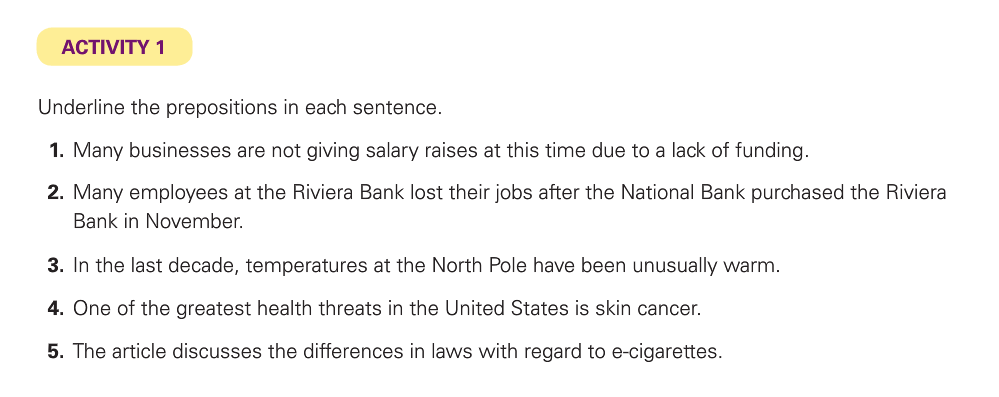 ACTIVITY 1
Underline the prepositions in each sentence.
1. Many businesses are not giving salary raises at this time due to a lack of funding.
2. Many employees at the Riviera Bank lost their jobs after the National Bank purchased the Riviera
Bank in November.
3. In the last decade, temperatures at the North Pole have been unusually warm.
4. One of the greatest health threats in the United States is skin cancer.
5. The article discusses the differences in laws with regard to e-cigarettes.